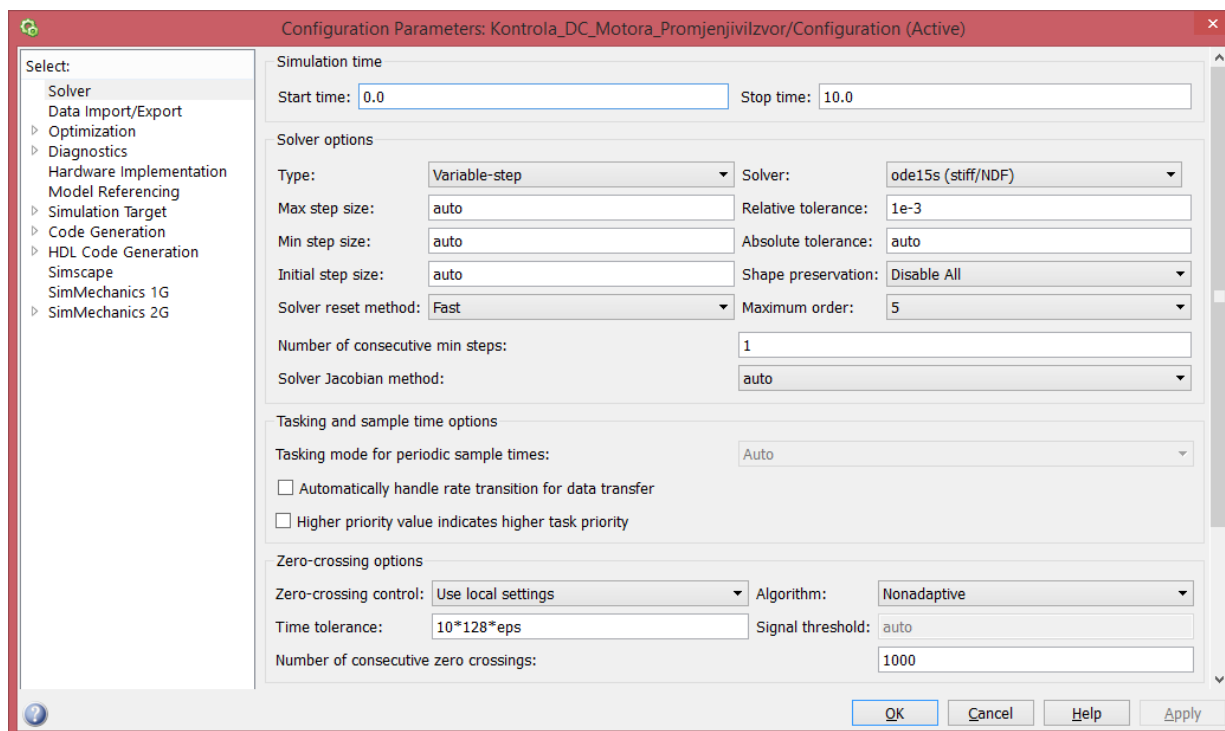 Configuration Parameters: Kontrola_DC_Motora_PromjenjiviIzvor/Configuration (Active)
Select:
Solver
Data Import/Export
Optimization
Diagnostics
Hardware Implementation
Model Referencing
Simulation Target
Code Generation
HDL Code Generation
Simscape
SimMechanics 1G
SimMechanics 2G
Simulation time
Start time: 0.0 Stop time: 10.0
Solver options
Type: Variable-step Solver: ode15s (stiff/NDF)
Max step size: auto Relative tolerance: 1e-3
Min step size: auto Absolute tolerance: auto
Initial step size: auto Shape preservation: Disable All
Solver reset method: Fast Maximum order: 5
Number of consecutive min steps: 1
Solver Jacobian method: auto
Tasking and sample time options
Tasking mode for periodic sample times: Auto
Automatically handle rate transition for data transfer
Higher priority value indicates higher task priority
Zero-crossing options
Zero-crossing control: Use local settings Algorithm: Nonadaptive
Time tolerance: 10*128*eps Signal threshold: auto
Number of consecutive zero crossings: 1000
OK Cancel Help Apply